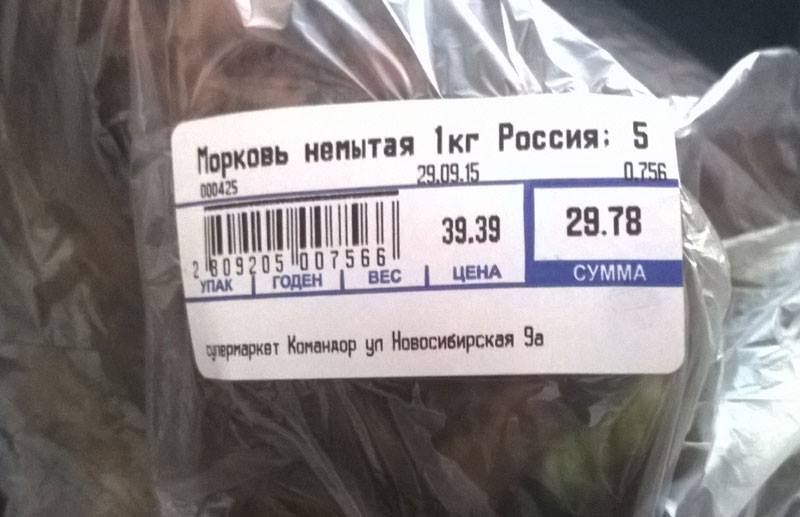 Морковь немытая 1кг Россия; 5
000425 29.09.15 0.756
39.39 29.78
2 809205 007566
УПАК ГОДЕН ВЕС ЦЕНА СУММА
супермаркет Командор ул Новосибирская 9а